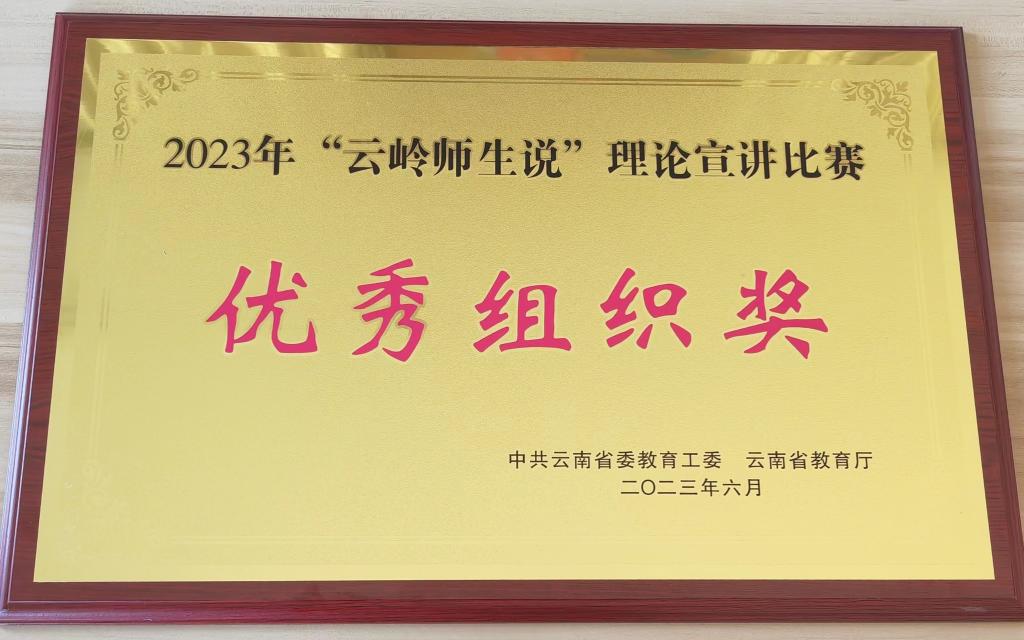 2023年“云岭师生说”理论宣讲比赛
优秀组织奖
中共云南省委教育工委 云南省教育厅
二〇二三年六月